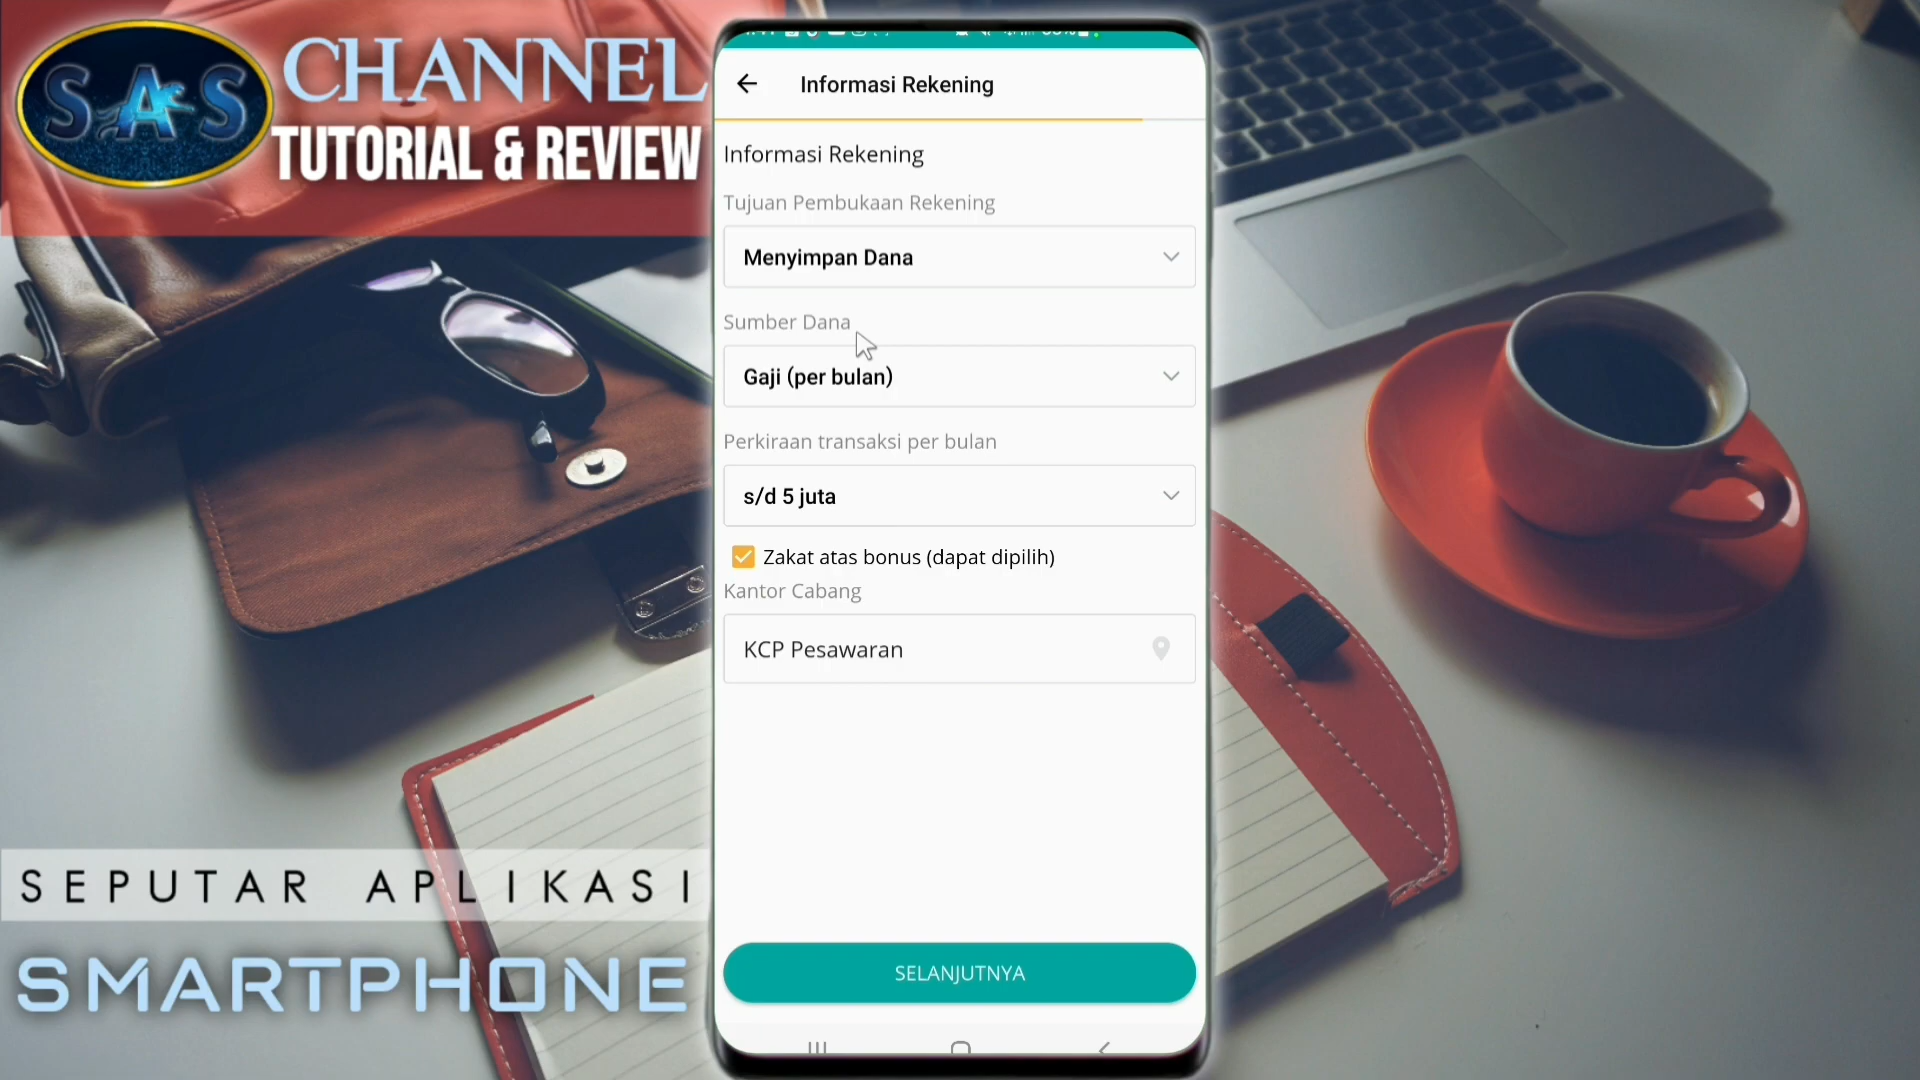 SAS
CHANNEL
TUTORIAL & REVIEW
Informasi Rekening
Informasi Rekening
Tujuan Pembukaan Rekening
Menyimpan Dana
Sumber Dana
Gaji (per bulan)
Perkiraan transaksi per bulan
s/d 5 juta
Zakat atas bonus (dapat dipilih)
Kantor Cabang
KCP Pesawaran
SELANJUTNYA
SEPUTAR APLIKASI
SMARTPHONE